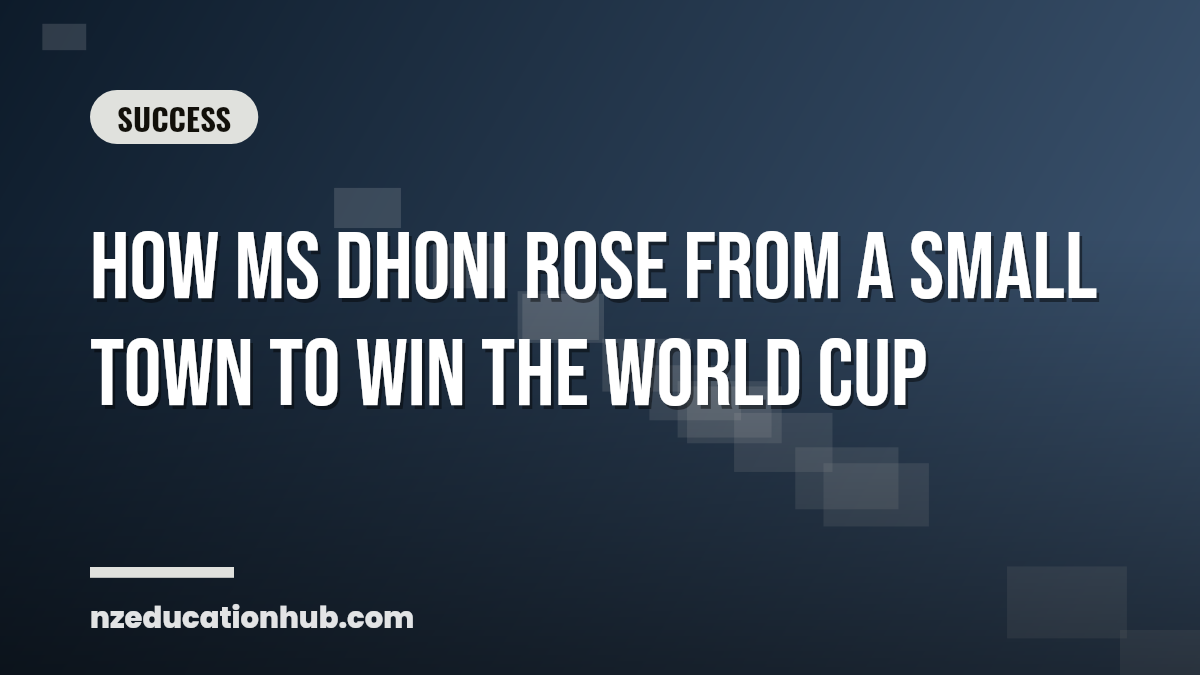 SUCCESS
HOW MS DHONI ROSE FROM A SMALL
TOWN TO WIN THE WORLD CUP
nzeducationhub.com